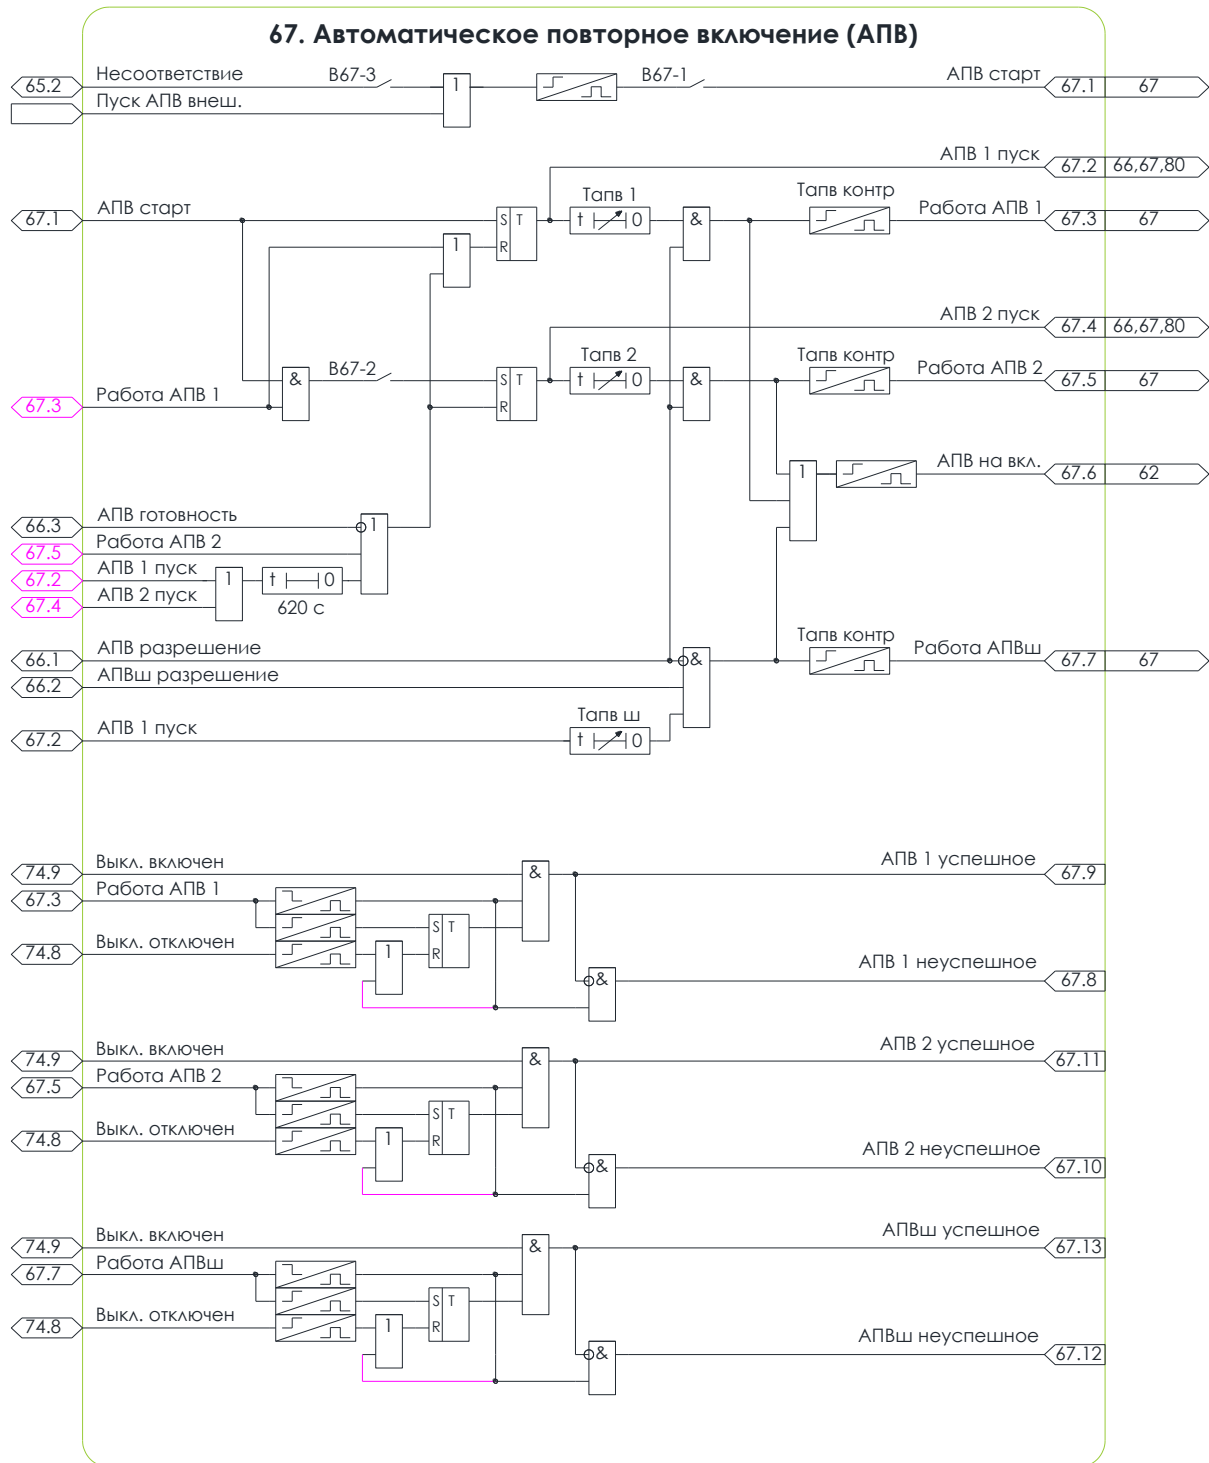 67. Автоматическое повторное включение (АПВ)
65.2 Несоответствие В67-3 1 В67-1 АПВ старт 67.1 67
Пуск АПВ внеш.
АПВ 1 пуск 67.2 66,67,80
67.1 АПВ старт S T R Тапв 1 t 0 & Тапв контр Работа АПВ 1 67.3 67
1
АПВ 2 пуск 67.4 66,67,80
& В67-2 S T R Тапв 2 t 0 & Тапв контр Работа АПВ 2 67.5 67
67.3 Работа АПВ 1
1 АПВ на вкл. 67.6 62
66.3 АПВ готовность 1
67.5 Работа АПВ 2
67.2 АПВ 1 пуск 1 t 0
67.4 АПВ 2 пуск 620 с
66.1 АПВ разрешение & Тапв контр Работа АПВш 67.7 67
66.2 АПВш разрешение
67.2 АПВ 1 пуск Тапв ш t 0
74.9 Выкл. включен & АПВ 1 успешное 67.9
67.3 Работа АПВ 1
S T R
74.8 Выкл. отключен 1
& АПВ 1 неуспешное 67.8
74.9 Выкл. включен & АПВ 2 успешное 67.11
67.5 Работа АПВ 2
S T R
74.8 Выкл. отключен 1
& АПВ 2 неуспешное 67.10
74.9 Выкл. включен & АПВш успешное 67.13
67.7 Работа АПВш
S T R
74.8 Выкл. отключен 1
& АПВш неуспешное 67.12